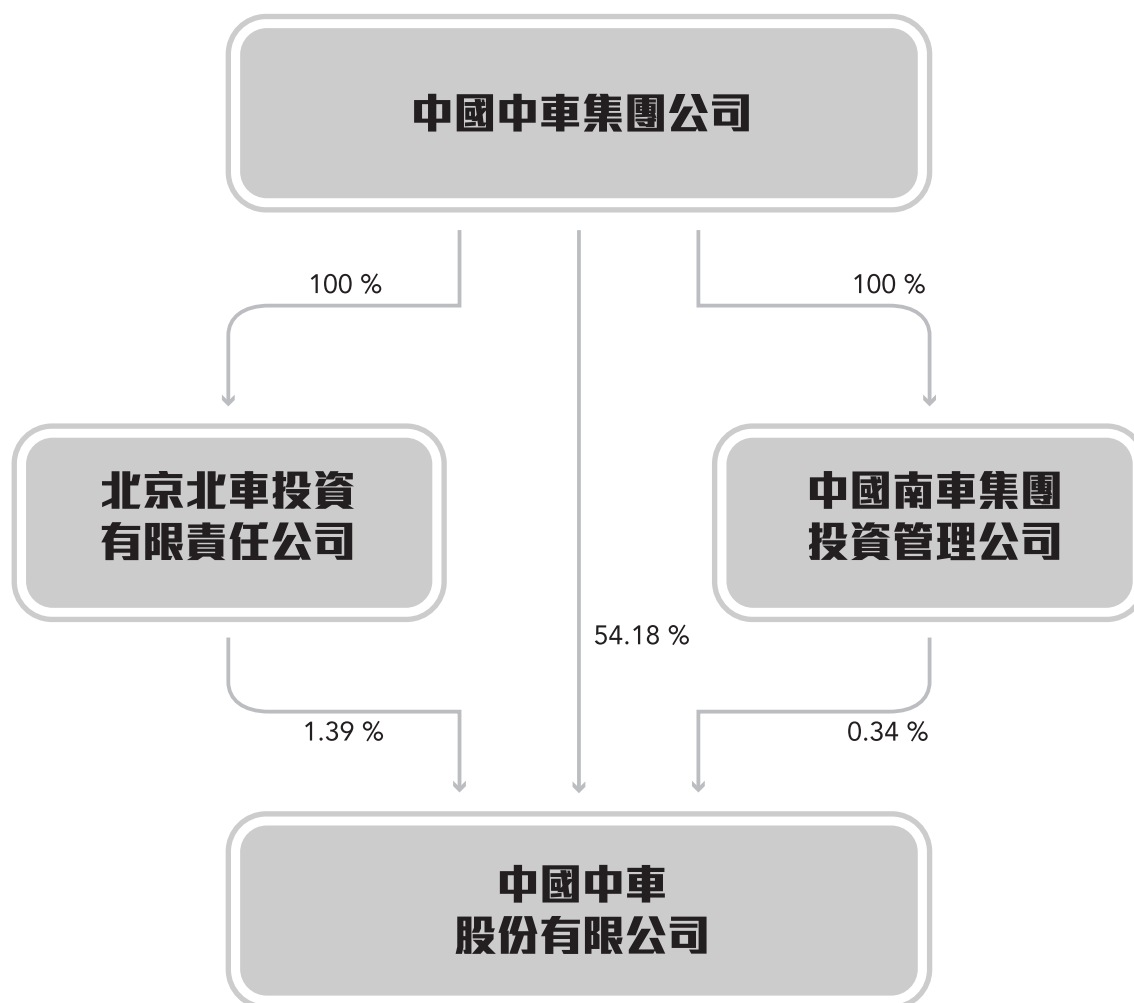 中國中車集團公司
100 %
100 %
北京北車投資
有限責任公司
中國南車集團
投資管理公司
54.18 %
1.39 %
0.34 %
中國中車
股份有限公司